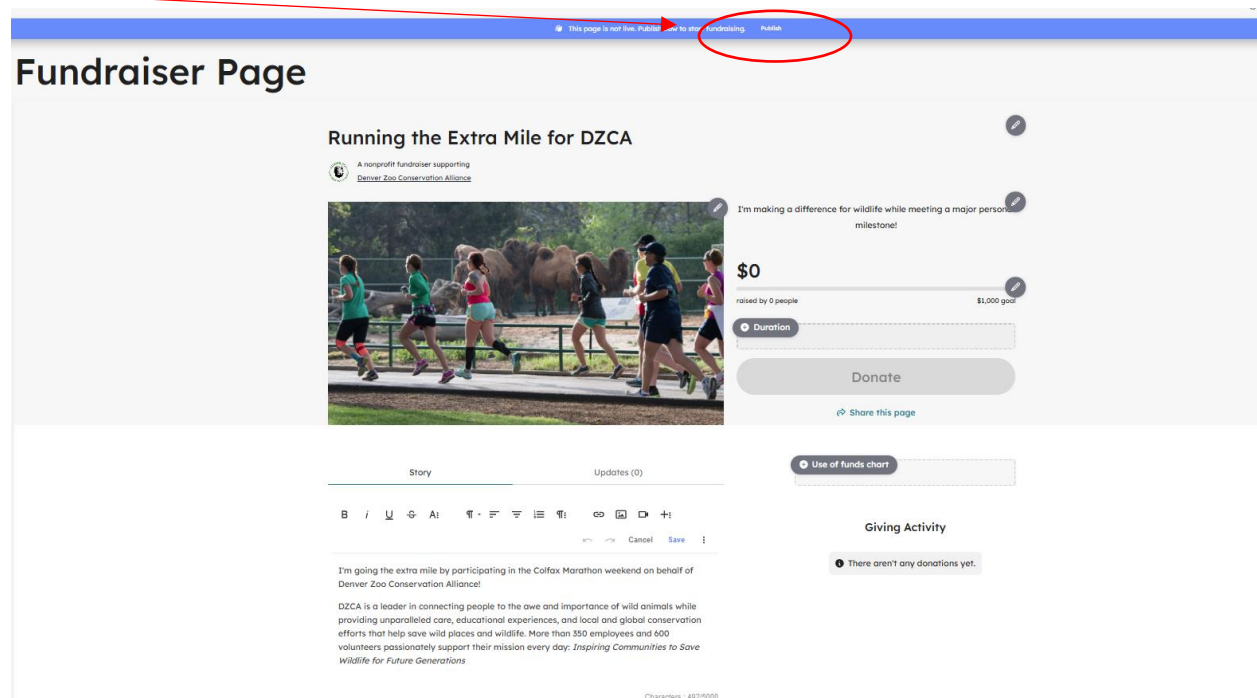 This page is not live. Publish now to start fundraising. Publish
Fundraiser Page
Running the Extra Mile for DZCA
A nonprofit fundraiser supporting
Denver Zoo Conservation Alliance
I'm making a difference for wildlife while meeting a major person
milestone!
$0
raised by 0 people
$1,000 goal
Duration
Donate
Share this page
Story
Updates (0)
Use of funds chart
B i U S A
Cancel Save
Giving Activity
There aren't any donations yet.
I'm going the extra mile by participating in the Colfax Marathon weekend on behalf of
Denver Zoo Conservation Alliance!
DZCA is a leader in connecting people to the awe and importance of wild animals while
providing unparalleled care, educational experiences, and local and global conservation
efforts that help save wild places and wildlife. More than 350 employees and 600
volunteers passionately support their mission every day: Inspiring Communities to Save
Wildlife for Future Generations
Characters : 492/5000